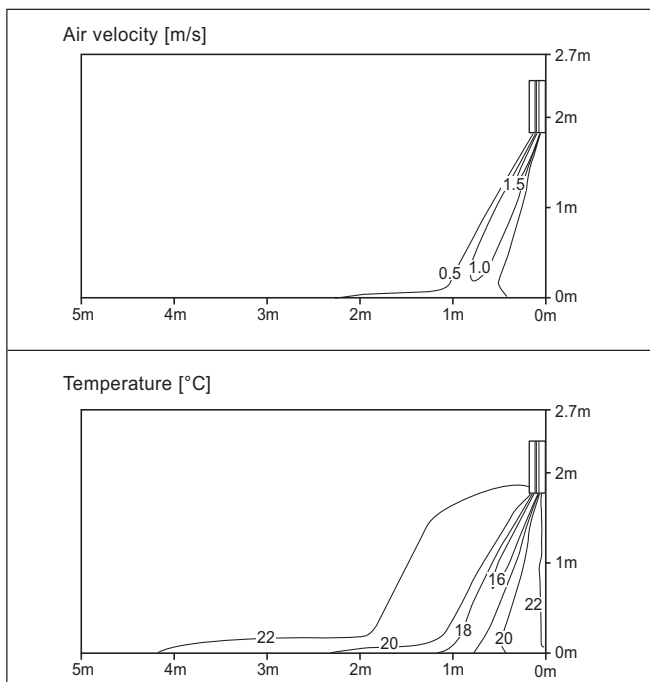 Air velocity [m/s]
2.7m
2m
1.5
1m
0.5 1.0
0m
5m 4m 3m 2m 1m 0m
Temperature [°C]
2.7m
2m
1m
16
22
18
22 20 20
0m
5m 4m 3m 2m 1m 0m